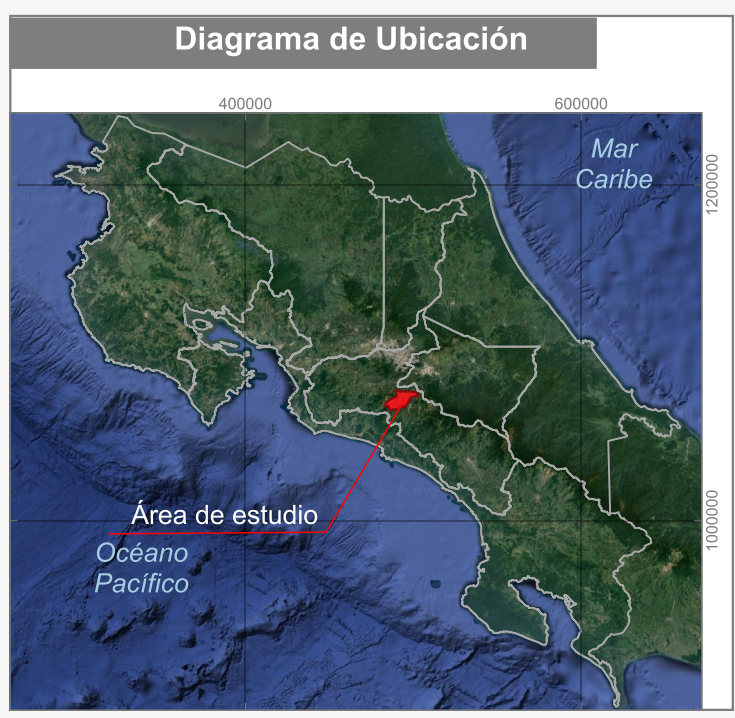 Diagrama de Ubicación
400000
600000
Mar
Caribe
1200000
Área de estudio
1000000
Océano
Pacífico